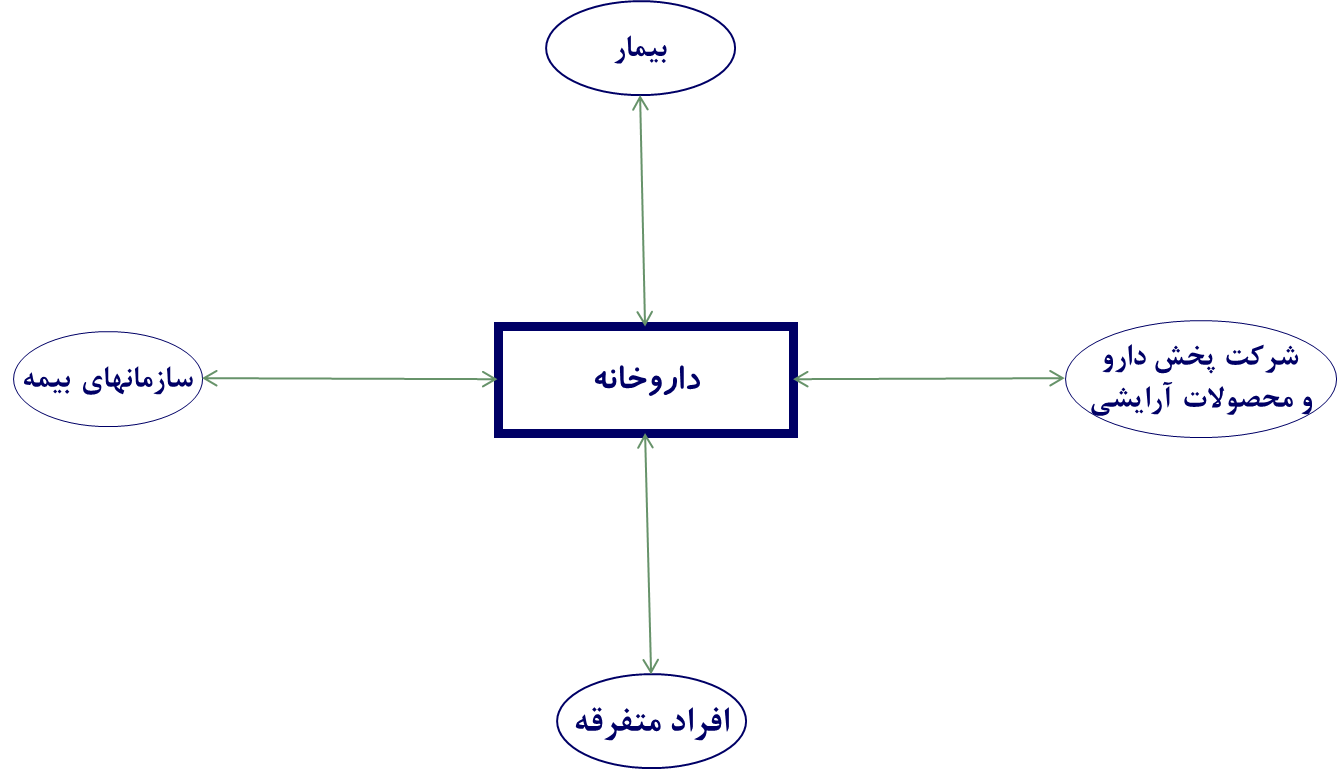 بیمار
شرکت پخش دارو
و محصولات آرایشی
داروخانه
سازمانهای بیمه
افراد متفرقه